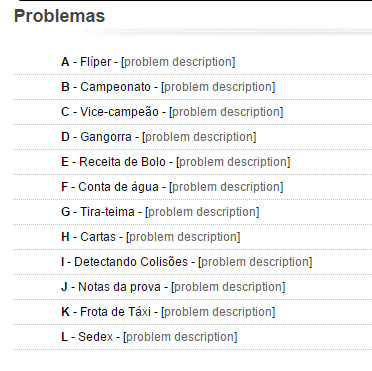 Problemas
A - Flíper - [problem description]
B - Campeonato - [problem description]
C - Vice-campeão - [problem description]
D - Gangorra - [problem description]
E - Receita de Bolo - [problem description]
F - Conta de água - [problem description]
G - Tira-teima - [problem description]
H - Cartas - [problem description]
I - Detectando Colisões - [problem description]
J - Notas da prova - [problem description]
K - Frota de Táxi - [problem description]
L - Sedex - [problem description]